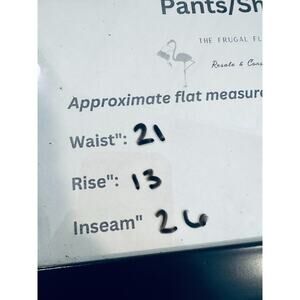 Pants/Sh
THE FRUGAL FL
Resale & Cons
Approximate flat measure
Waist": 21
Rise": 13
Inseam" 26